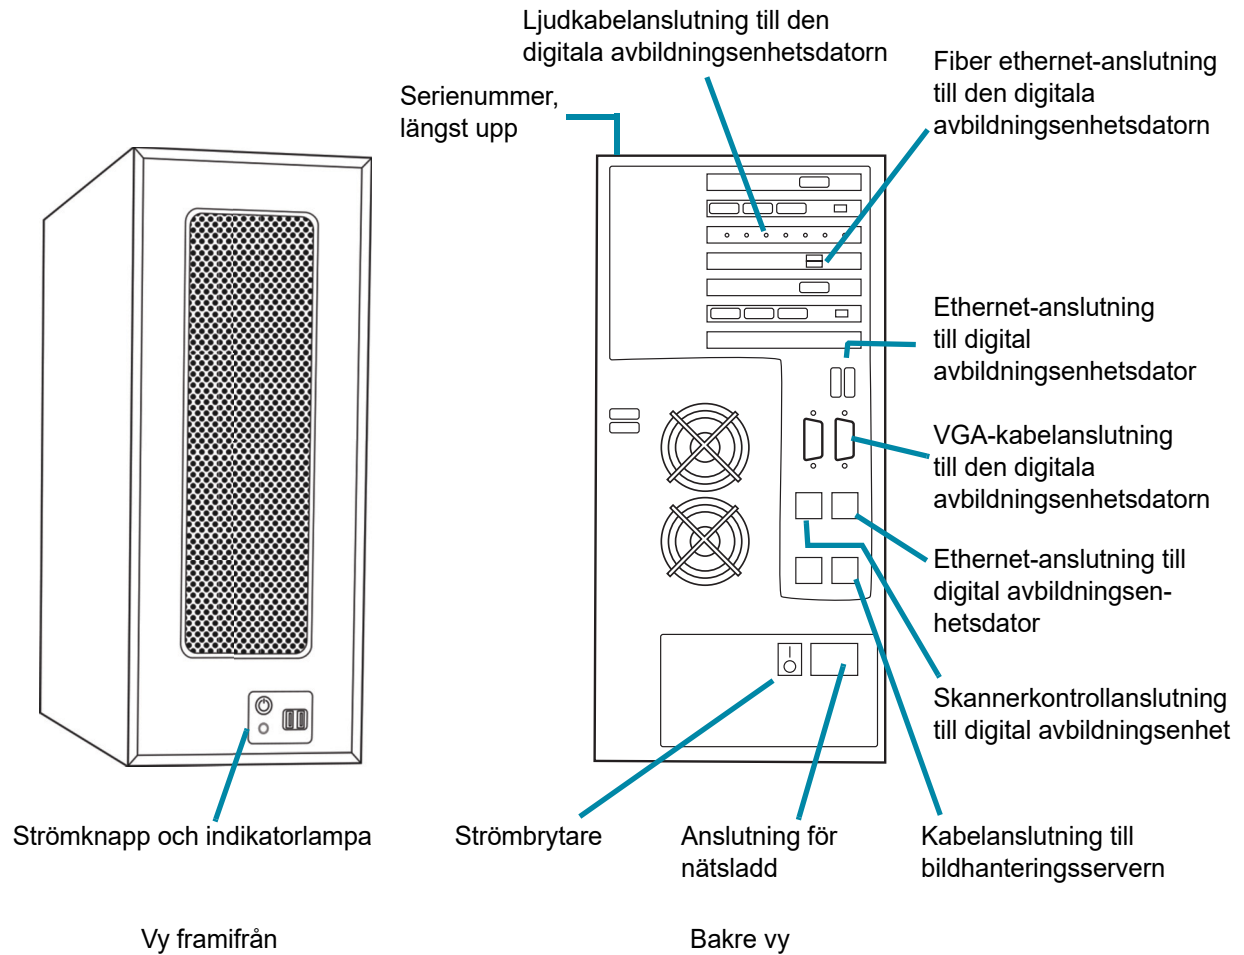 Ljudkabelanslutning till den
digitala avbildningsenhetsdatorn
Serienummer,
längst upp
Fiber ethernet-anslutning
till den digitala
avbildningsenhetsdatorn
Ethernet-anslutning
till digital
avbildningsenhetsdator
VGA-kabelanslutning
till den digitala
avbildningsenhetsdatorn
Ethernet-anslutning till
digital avbildningsen-
hetsdator
Skannerkontrollanslutning
till digital avbildningsenhet
Strömknapp och indikatorlampa
Strömbrytare
Anslutning för
nätsladd
Kabelanslutning till
bildhanteringsservern
Vy framifrån
Bakre vy